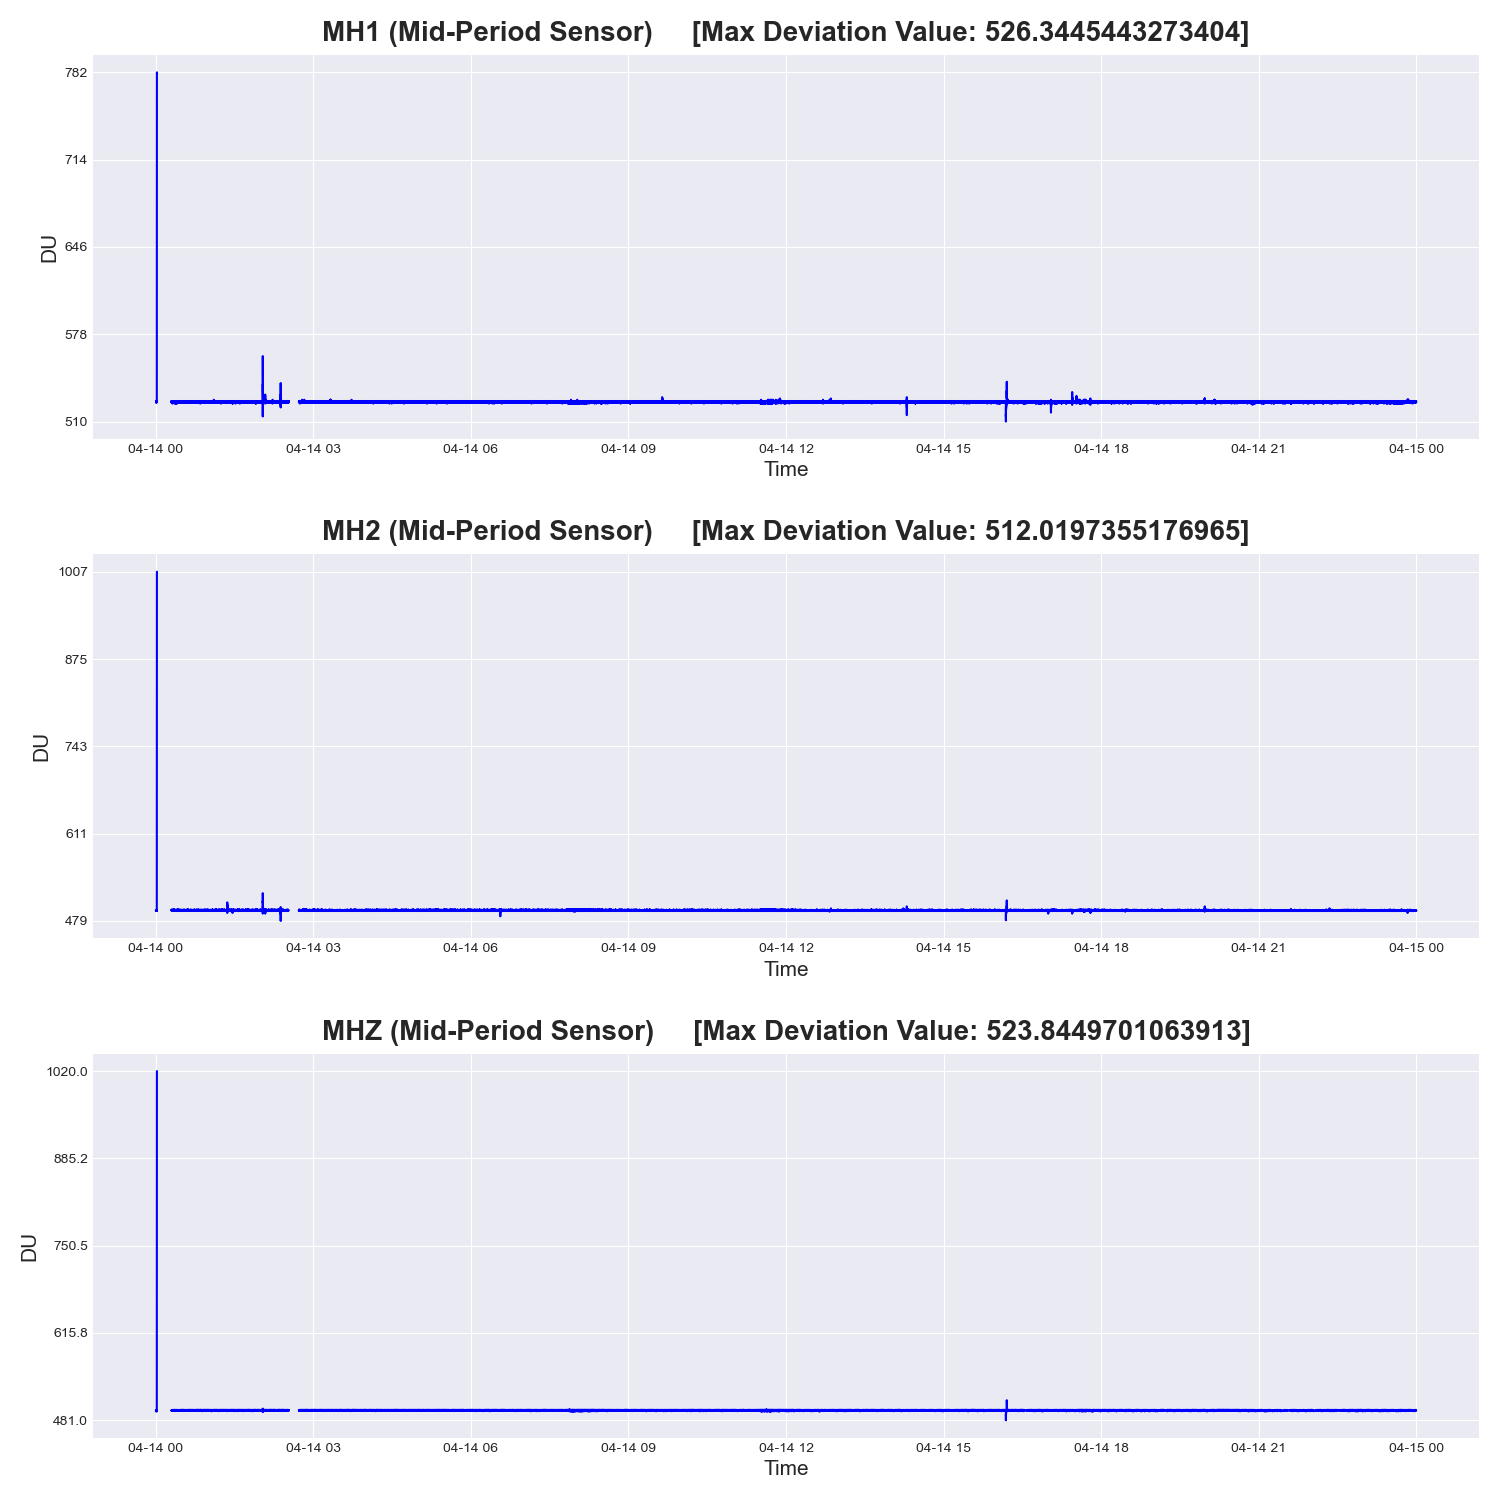 MH1 (Mid-Period Sensor) [Max Deviation Value: 526.3445443273404]
782
714
646
578
510
DU
04-14 00 04-14 03 04-14 06 04-14 09 04-14 12 04-14 15 04-14 18 04-14 21 04-15 00
Time
MH2 (Mid-Period Sensor) [Max Deviation Value: 512.0197355176965]
1007
875
743
611
479
DU
04-14 00 04-14 03 04-14 06 04-14 09 04-14 12 04-14 15 04-14 18 04-14 21 04-15 00
Time
MHZ (Mid-Period Sensor) [Max Deviation Value: 523.8449701063913]
1020.0
885.2
750.5
615.8
481.0
DU
04-14 00 04-14 03 04-14 06 04-14 09 04-14 12 04-14 15 04-14 18 04-14 21 04-15 00
Time